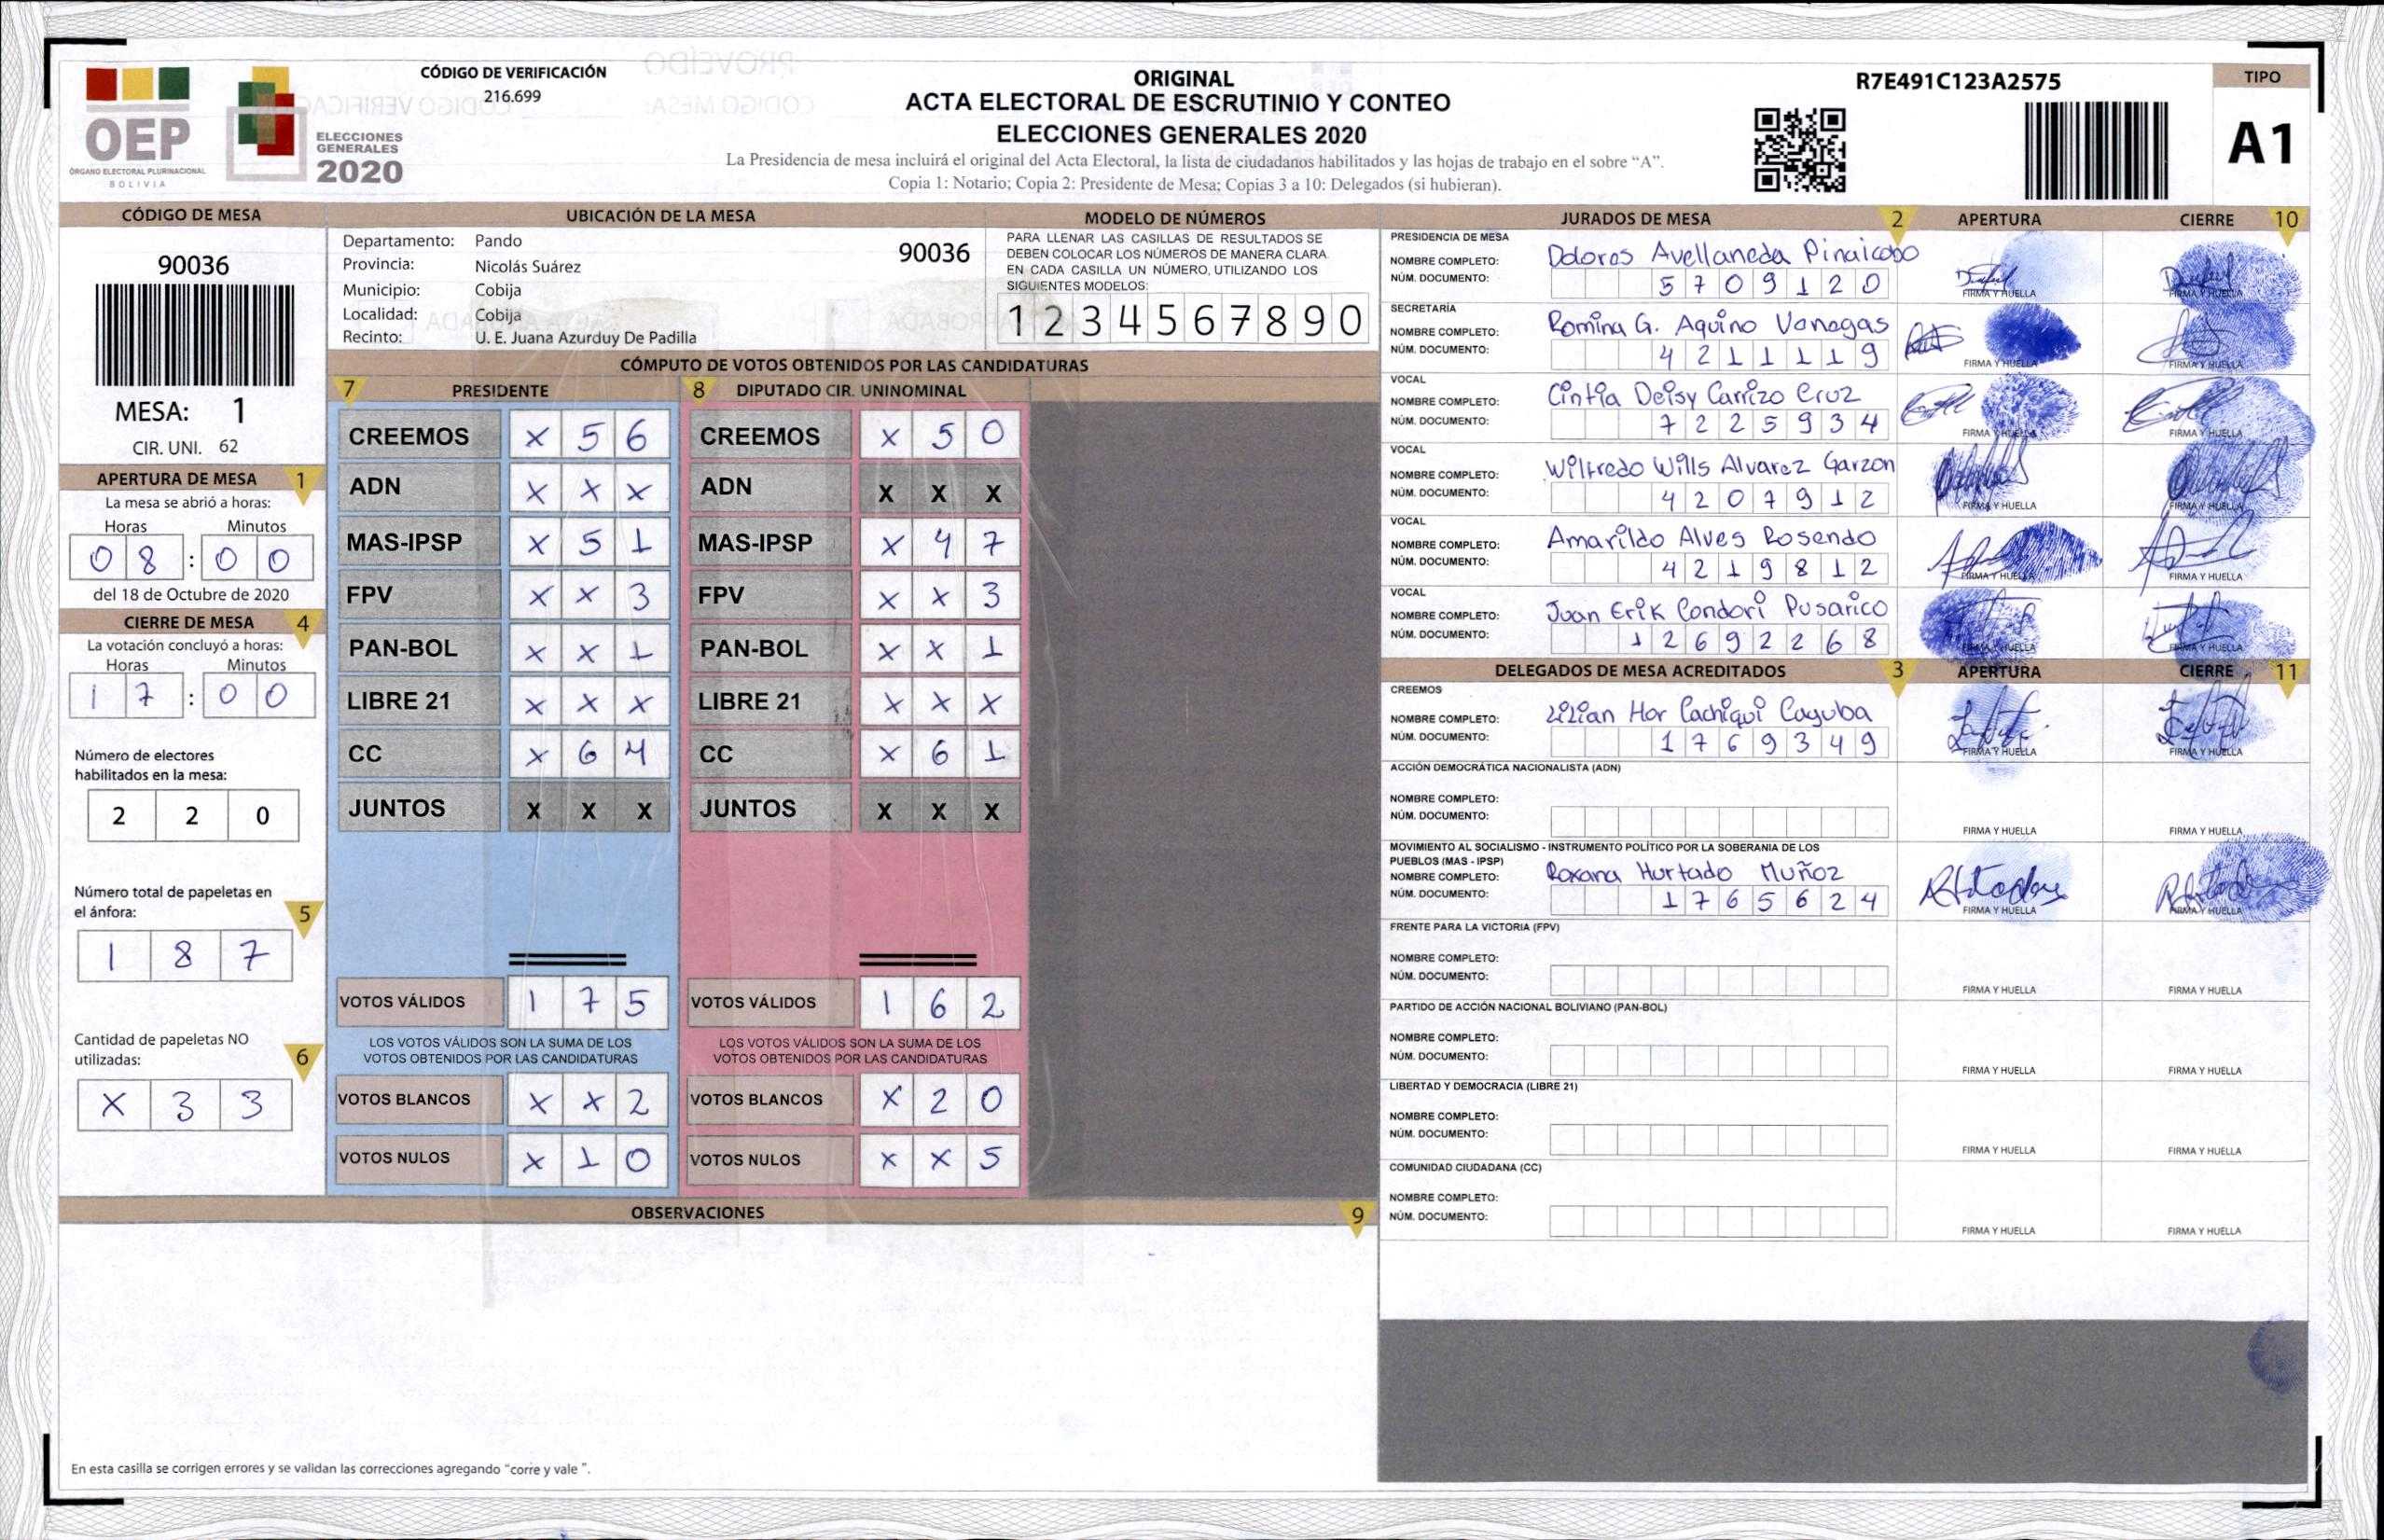 CÓDIGO DE VERIFICACIÓN
216.699
OEP
ÓRGANO ELECTORAL PLURINACIONAL
BOLIVIA
ELECCIONES
GENERALES
2020
ORIGINAL
ACTA ELECTORAL DE ESCRUTINIO Y CONTEO
ELECCIONES GENERALES 2020
La Presidencia de mesa incluirá el original del Acta Electoral, la lista de ciudadanos habilitados y las hojas de trabajo en el sobre “A”.
Copia 1: Notario; Copia 2: Presidente de Mesa; Copias 3 a 10: Delegados (si hubieran).
R7E491C123A2575
TIPO
A1
CÓDIGO DE MESA
90036
MESA: 1
CIR. UNI. 62
APERTURA DE MESA 1
La mesa se abrió a horas:
Horas Minutos
0 8 : 0 0
del 18 de Octubre de 2020
CIERRE DE MESA 4
La votación concluyó a horas:
Horas Minutos
1 7 : 0 0
Número de electores
habilitados en la mesa:
2 2 0
Número total de papeletas en
el ánfora: 5
1 8 7
Cantidad de papeletas NO
utilizadas: 6
X 3 3
UBICACIÓN DE LA MESA
Departamento: Pando 90036
Provincia: Nicolás Suárez
Municipio: Cobija
Localidad: Cobija
Recinto: U. E. Juana Azurduy De Padilla
MODELO DE NÚMEROS
PARA LLENAR LAS CASILLAS DE RESULTADOS SE
DEBEN COLOCAR LOS NÚMEROS DE MANERA CLARA.
EN CADA CASILLA UN NÚMERO, UTILIZANDO LOS
SIGUIENTES MODELOS:
1 2 3 4 5 6 7 8 9 0
CÓMPUTO DE VOTOS OBTENIDOS POR LAS CANDIDATURAS
7 PRESIDENTE
CREEMOS X 5 6
ADN X X X
MAS-IPSP X 5 1
FPV X X 3
PAN-BOL X X 1
LIBRE 21 X X X
CC X 6 4
JUNTOS X X X
VOTOS VÁLIDOS 1 7 5
LOS VOTOS VÁLIDOS SON LA SUMA DE LOS
VOTOS OBTENIDOS POR LAS CANDIDATURAS
VOTOS BLANCOS X X 2
VOTOS NULOS X 1 0
8 DIPUTADO CIR. UNINOMINAL
CREEMOS X 5 0
ADN X X X
MAS-IPSP X 4 7
FPV X X 3
PAN-BOL X X 1
LIBRE 21 X X X
CC X 6 1
JUNTOS X X X
VOTOS VÁLIDOS 1 6 2
LOS VOTOS VÁLIDOS SON LA SUMA DE LOS
VOTOS OBTENIDOS POR LAS CANDIDATURAS
VOTOS BLANCOS X 2 0
VOTOS NULOS X X 5
OBSERVACIONES 9
En esta casilla se corrigen errores y se validan las correcciones agregando “corre y vale ”.
JURADOS DE MESA 2 APERTURA CIERRE 10
PRESIDENCIA DE MESA
NOMBRE COMPLETO: Dolores Avellaneda Pinaicobo
NÚM. DOCUMENTO: 5 7 0 9 1 2 0
FIRMA Y HUELLA FIRMA Y HUELLA
SECRETARÍA
NOMBRE COMPLETO: Romina G. Aquino Vanegas
NÚM. DOCUMENTO: 4 2 1 1 1 1 9
FIRMA Y HUELLA FIRMA Y HUELLA
VOCAL
NOMBRE COMPLETO: Cintia Deisy Carrizo Cruz
NÚM. DOCUMENTO: 7 2 2 5 9 3 4
FIRMA Y HUELLA FIRMA Y HUELLA
VOCAL
NOMBRE COMPLETO: Wilfredo Wills Alvarez Garzon
NÚM. DOCUMENTO: 4 2 0 7 9 1 2
FIRMA Y HUELLA FIRMA Y HUELLA
VOCAL
NOMBRE COMPLETO: Amarildo Alves Rosendo
NÚM. DOCUMENTO: 4 2 1 9 8 1 2
FIRMA Y HUELLA FIRMA Y HUELLA
VOCAL
NOMBRE COMPLETO: Juan Erik Condori Pusarico
NÚM. DOCUMENTO: 1 2 6 9 2 2 6 8
FIRMA Y HUELLA FIRMA Y HUELLA
DELEGADOS DE MESA ACREDITADOS 3 APERTURA CIERRE 11
CREEMOS
NOMBRE COMPLETO: Lilian Hor Cachiqui Cayuba
NÚM. DOCUMENTO: 1 7 6 9 3 4 9
FIRMA Y HUELLA FIRMA Y HUELLA
ACCIÓN DEMOCRÁTICA NACIONALISTA (ADN)
NOMBRE COMPLETO:
NÚM. DOCUMENTO:
FIRMA Y HUELLA FIRMA Y HUELLA
MOVIMIENTO AL SOCIALISMO - INSTRUMENTO POLÍTICO POR LA SOBERANIA DE LOS
PUEBLOS (MAS - IPSP)
NOMBRE COMPLETO: Roxana Hurtado Muñoz
NÚM. DOCUMENTO: 1 7 6 5 6 2 4
FIRMA Y HUELLA FIRMA Y HUELLA
FRENTE PARA LA VICTORIA (FPV)
NOMBRE COMPLETO:
NÚM. DOCUMENTO:
FIRMA Y HUELLA FIRMA Y HUELLA
PARTIDO DE ACCIÓN NACIONAL BOLIVIANO (PAN-BOL)
NOMBRE COMPLETO:
NÚM. DOCUMENTO:
FIRMA Y HUELLA FIRMA Y HUELLA
LIBERTAD Y DEMOCRACIA (LIBRE 21)
NOMBRE COMPLETO:
NÚM. DOCUMENTO:
FIRMA Y HUELLA FIRMA Y HUELLA
COMUNIDAD CIUDADANA (CC)
NOMBRE COMPLETO:
NÚM. DOCUMENTO:
FIRMA Y HUELLA FIRMA Y HUELLA